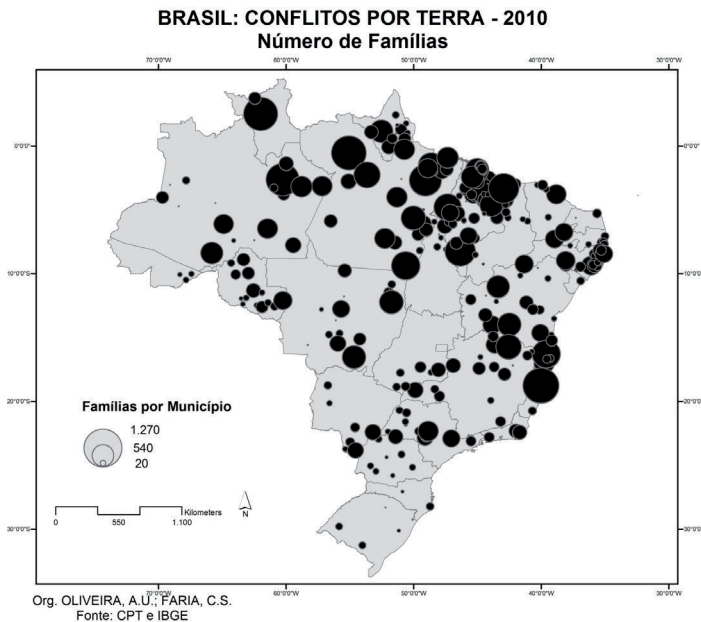 BRASIL: CONFLITOS POR TERRA - 2010
Número de Famílias
70°0'0"W 60°0'0"W 50°0'0"W 40°0'0"W 30°0'0"W
0°0'0" 0°0'0"
10°0'0"S 10°0'0"S
20°0'0"S 20°0'0"S
30°0'0"S 30°0'0"S
Famílias por Município
1.270
540
20
Kilometers
0 550 1.100
N
70°0'0"W 60°0'0"W 50°0'0"W 40°0'0"W 30°0'0"W
Org. OLIVEIRA, A.U.; FARIA, C.S.
Fonte: CPT e IBGE